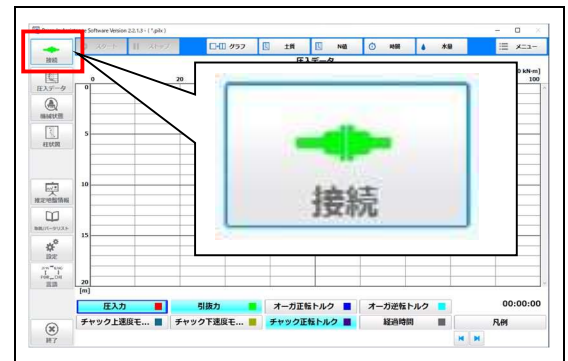 Software Version 2.2.1.3 - ( *.pilx )
接続
スタート
ストップ
グラフ
土質
N値
時間
水量
メニュー
圧入データ
0
20
100
圧入データ
機械状態
柱状図
推定地盤情報
設定
言語
終了
0
5
10
15
20
[m]
接続
圧入力
引抜力
オーガ正転トルク
オーガ逆転トルク
00:00:00
チャック上速度モ...
チャック下速度モ...
チャック正転トルク
経過時間
凡例